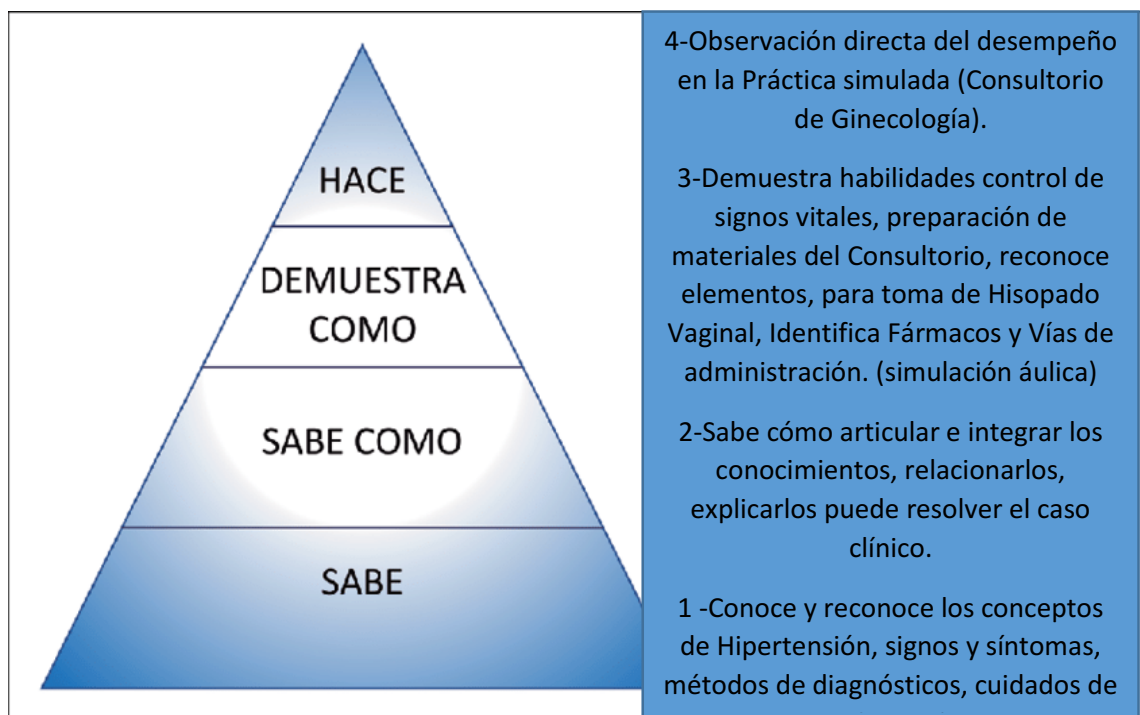 HACE
DEMUESTRA
COMO
SABE COMO
SABE
4-Observación directa del desempeño
en la Práctica simulada (Consultorio
de Ginecología).
3-Demuestra habilidades control de
signos vitales, preparación de
materiales del Consultorio, reconoce
elementos, para toma de Hisopado
Vaginal, Identifica Fármacos y Vías de
administración. (simulación áulica)
2-Sabe cómo articular e integrar los
conocimientos, relacionarlos,
explicarlos puede resolver el caso
clínico.
1 -Conoce y reconoce los conceptos
de Hipertensión, signos y síntomas,
métodos de diagnósticos, cuidados de